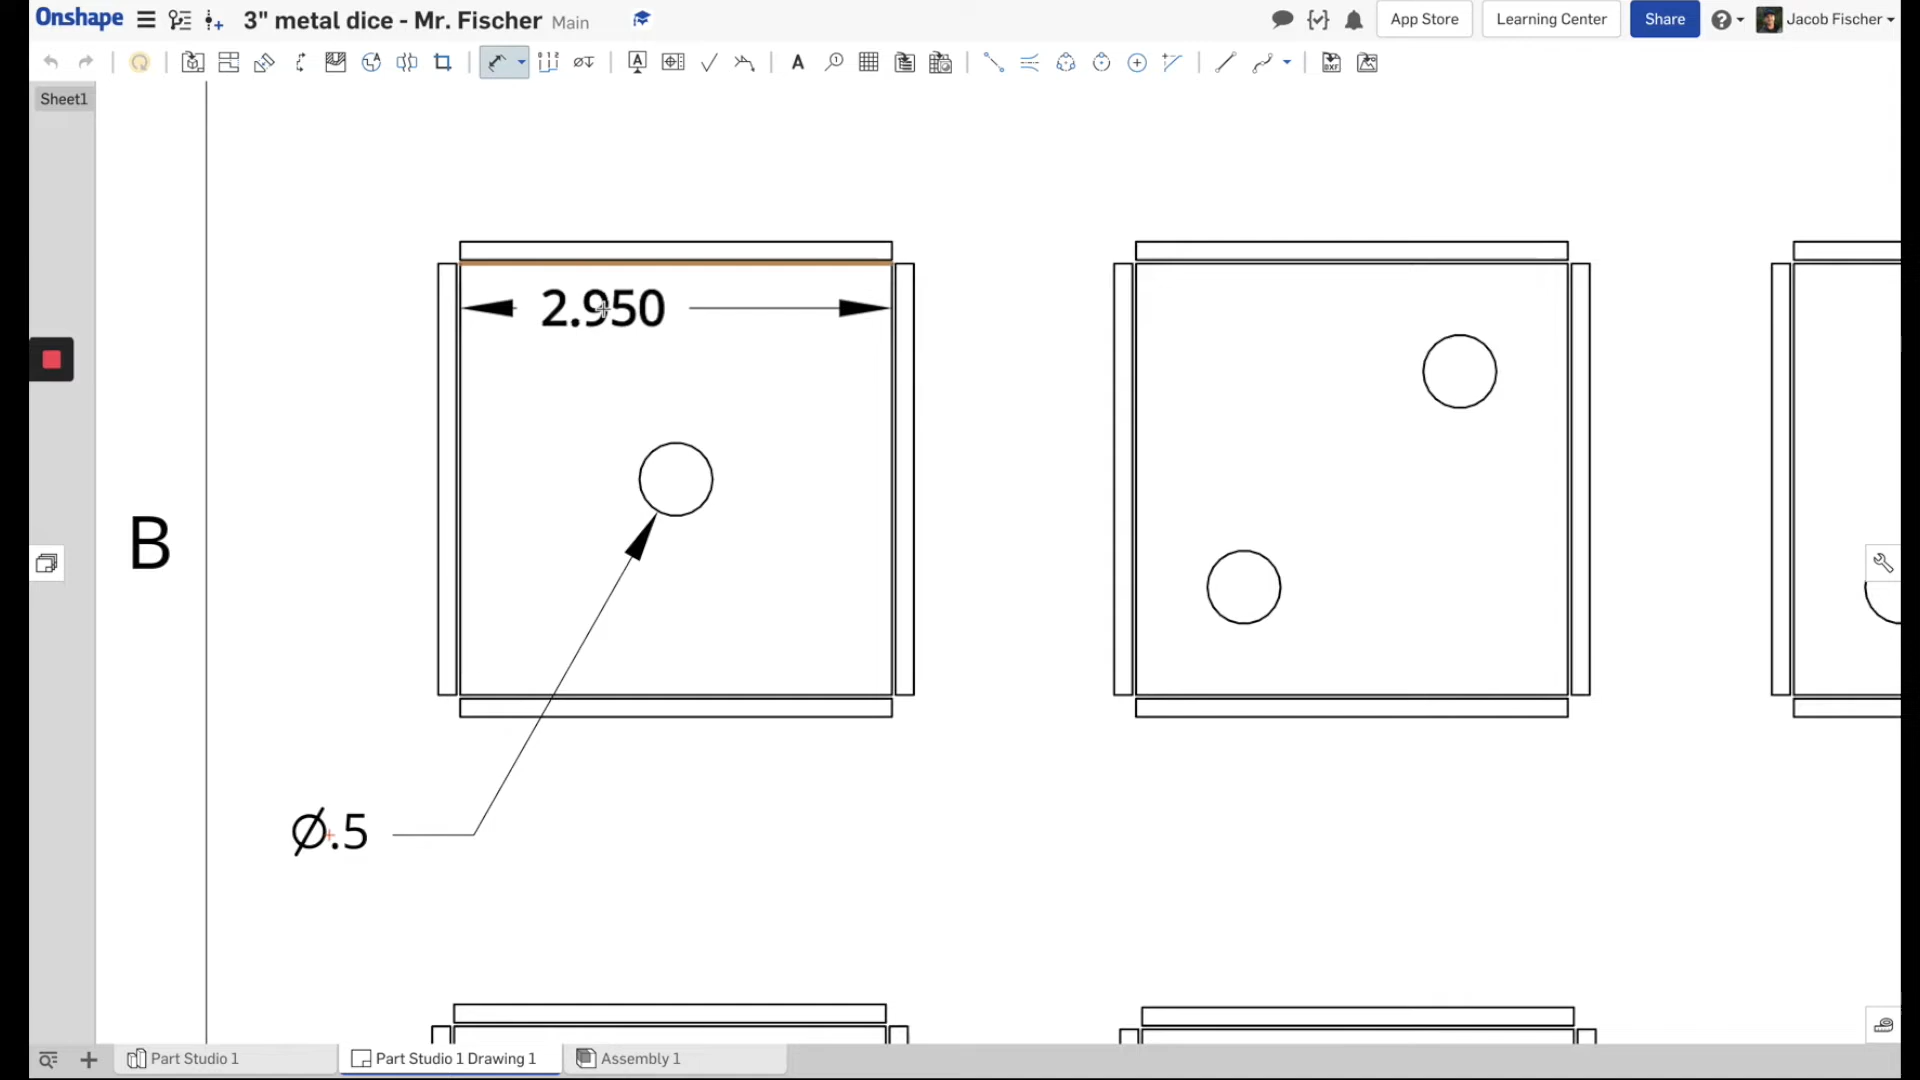 Onshape
3" metal dice - Mr. Fischer Main
App Store
Learning Center
Share
Jacob Fischer
Sheet1
2.950
B
Ø.5
Part Studio 1
Part Studio 1 Drawing 1
Assembly 1